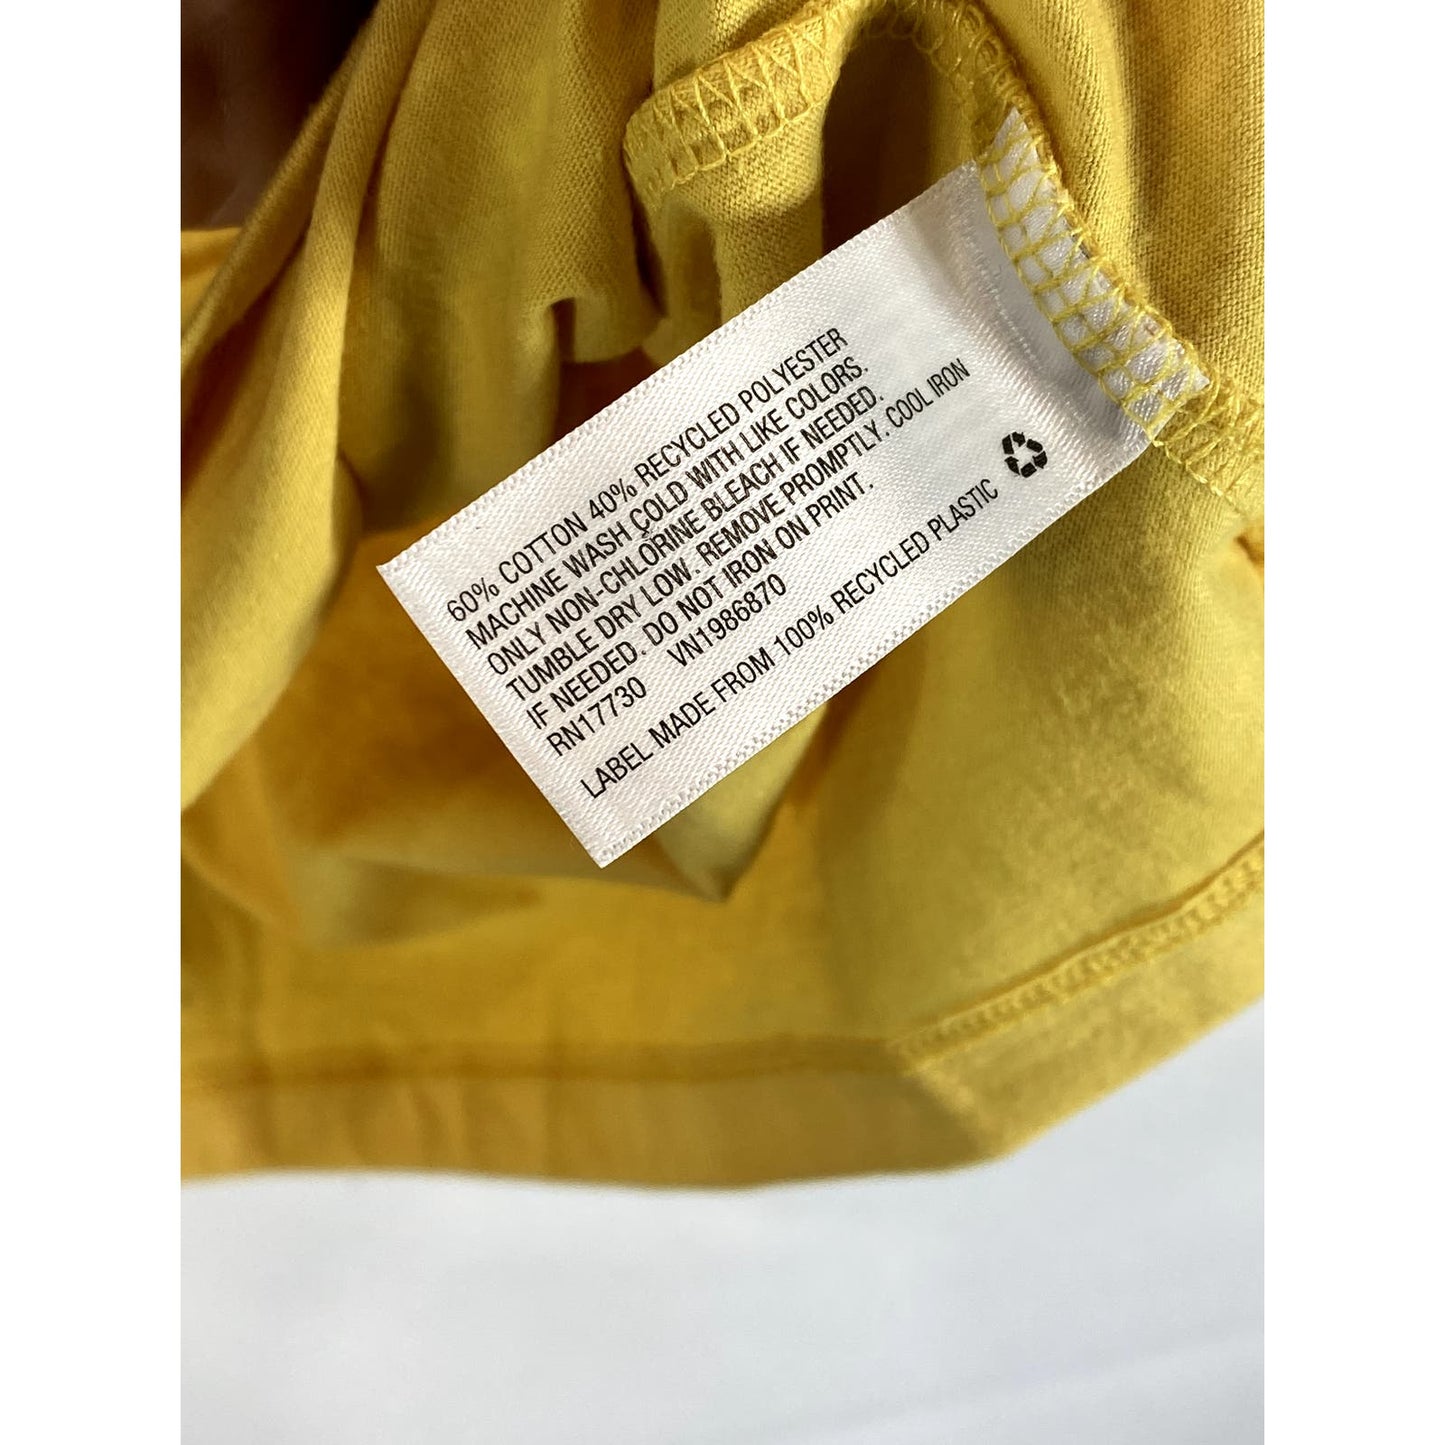 60% COTTON 40% RECYCLED POLYESTER
MACHINE WASH COLD WITH LIKE COLORS.
ONLY NON-CHLORINE BLEACH IF NEEDED.
TUMBLE DRY LOW. REMOVE PROMPTLY. COOL IRON
IF NEEDED. DO NOT IRON ON PRINT.
RN17730 VN1986870
LABEL MADE FROM 100% RECYCLED PLASTIC